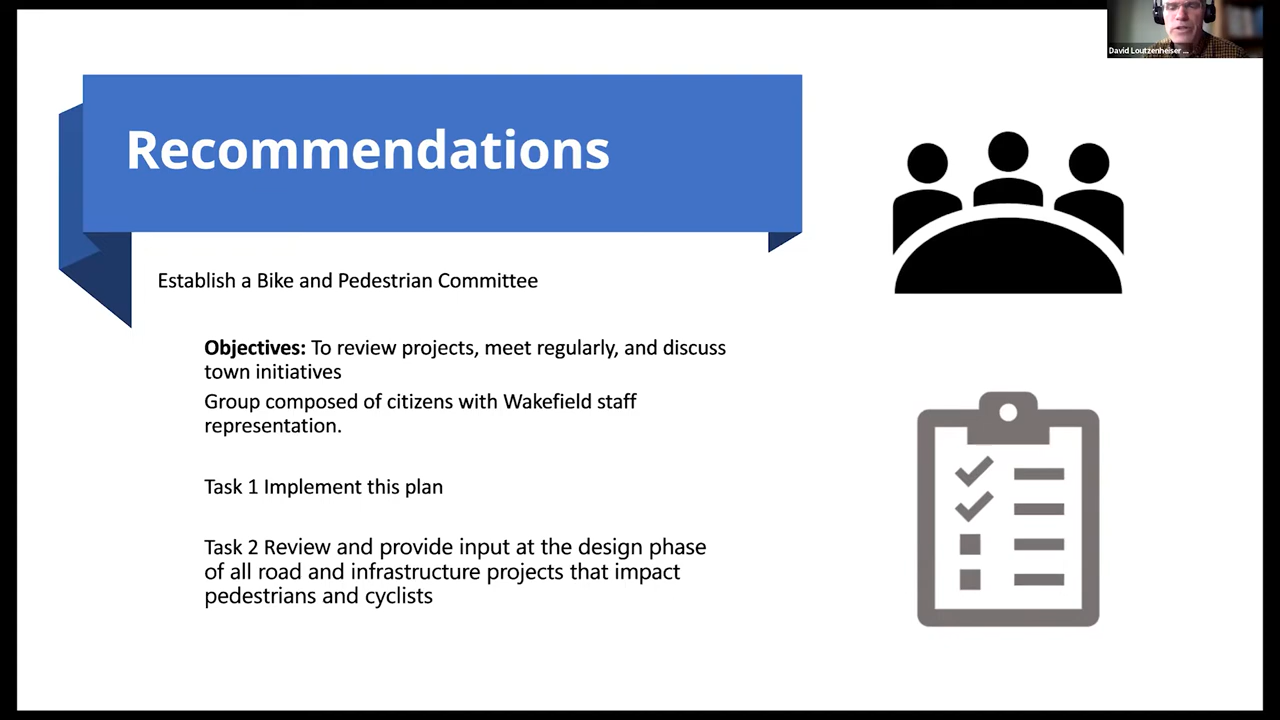 David Loutzenheiser ...
Recommendations
Establish a Bike and Pedestrian Committee
Objectives: To review projects, meet regularly, and discuss
town initiatives
Group composed of citizens with Wakefield staff
representation.
Task 1 Implement this plan
Task 2 Review and provide input at the design phase
of all road and infrastructure projects that impact
pedestrians and cyclists